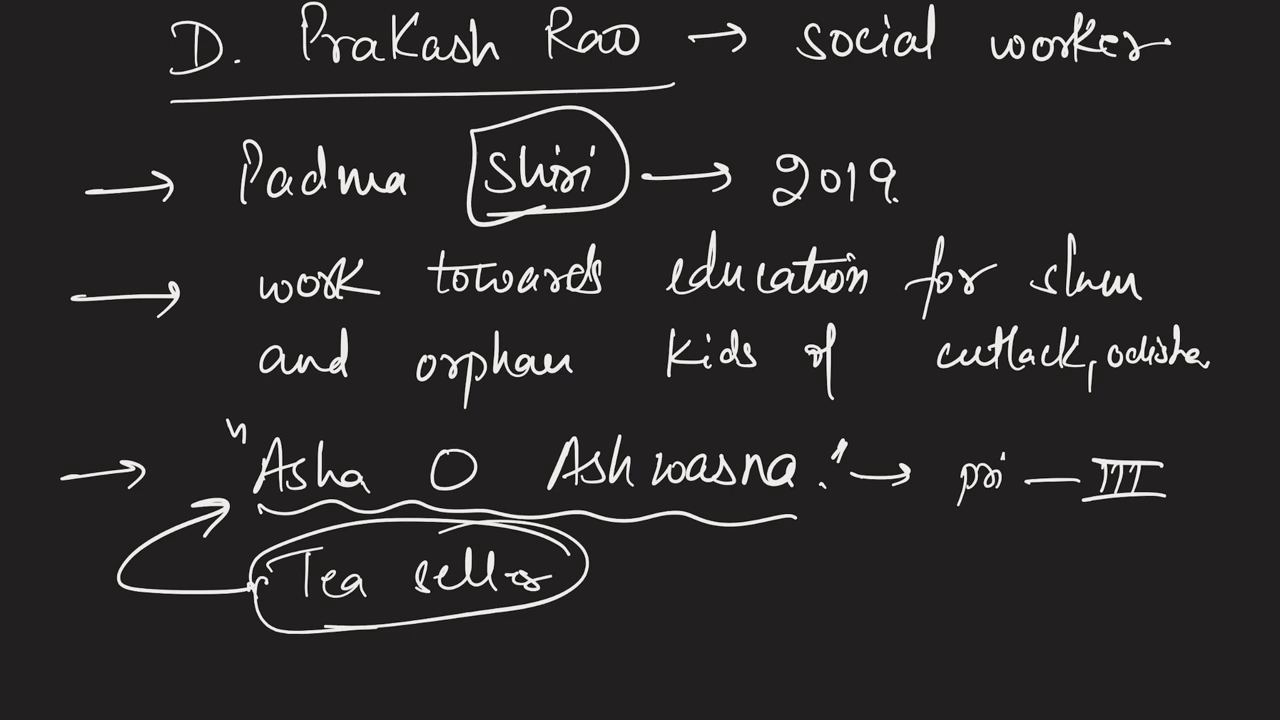 D. Prakash Rao → social worker
→ Padma Shiri → 2019.
→ work towards education for slum
and orphan kids of cuttack, odisha
→ "Asha O Ashwasna." → pri — III
Tea seller